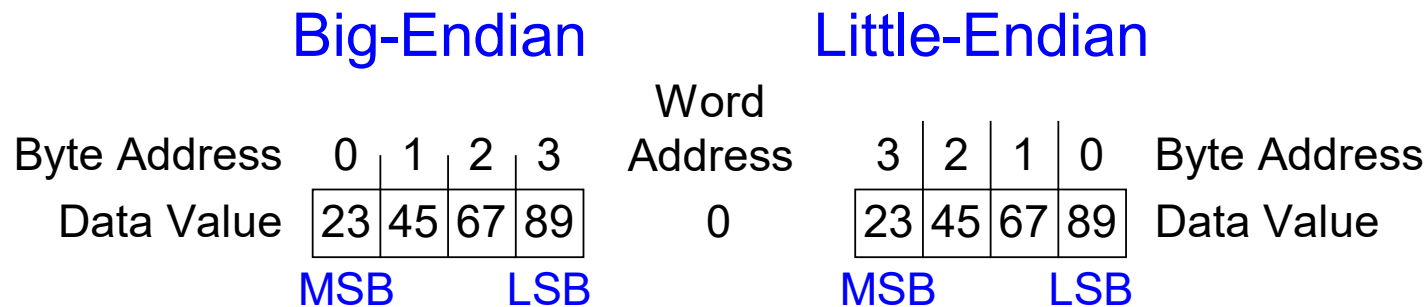 Big-Endian Little-Endian
Word
Byte Address 0 1 2 3 Address 3 2 1 0 Byte Address
Data Value 23 45 67 89 0 23 45 67 89 Data Value
MSB LSB MSB LSB